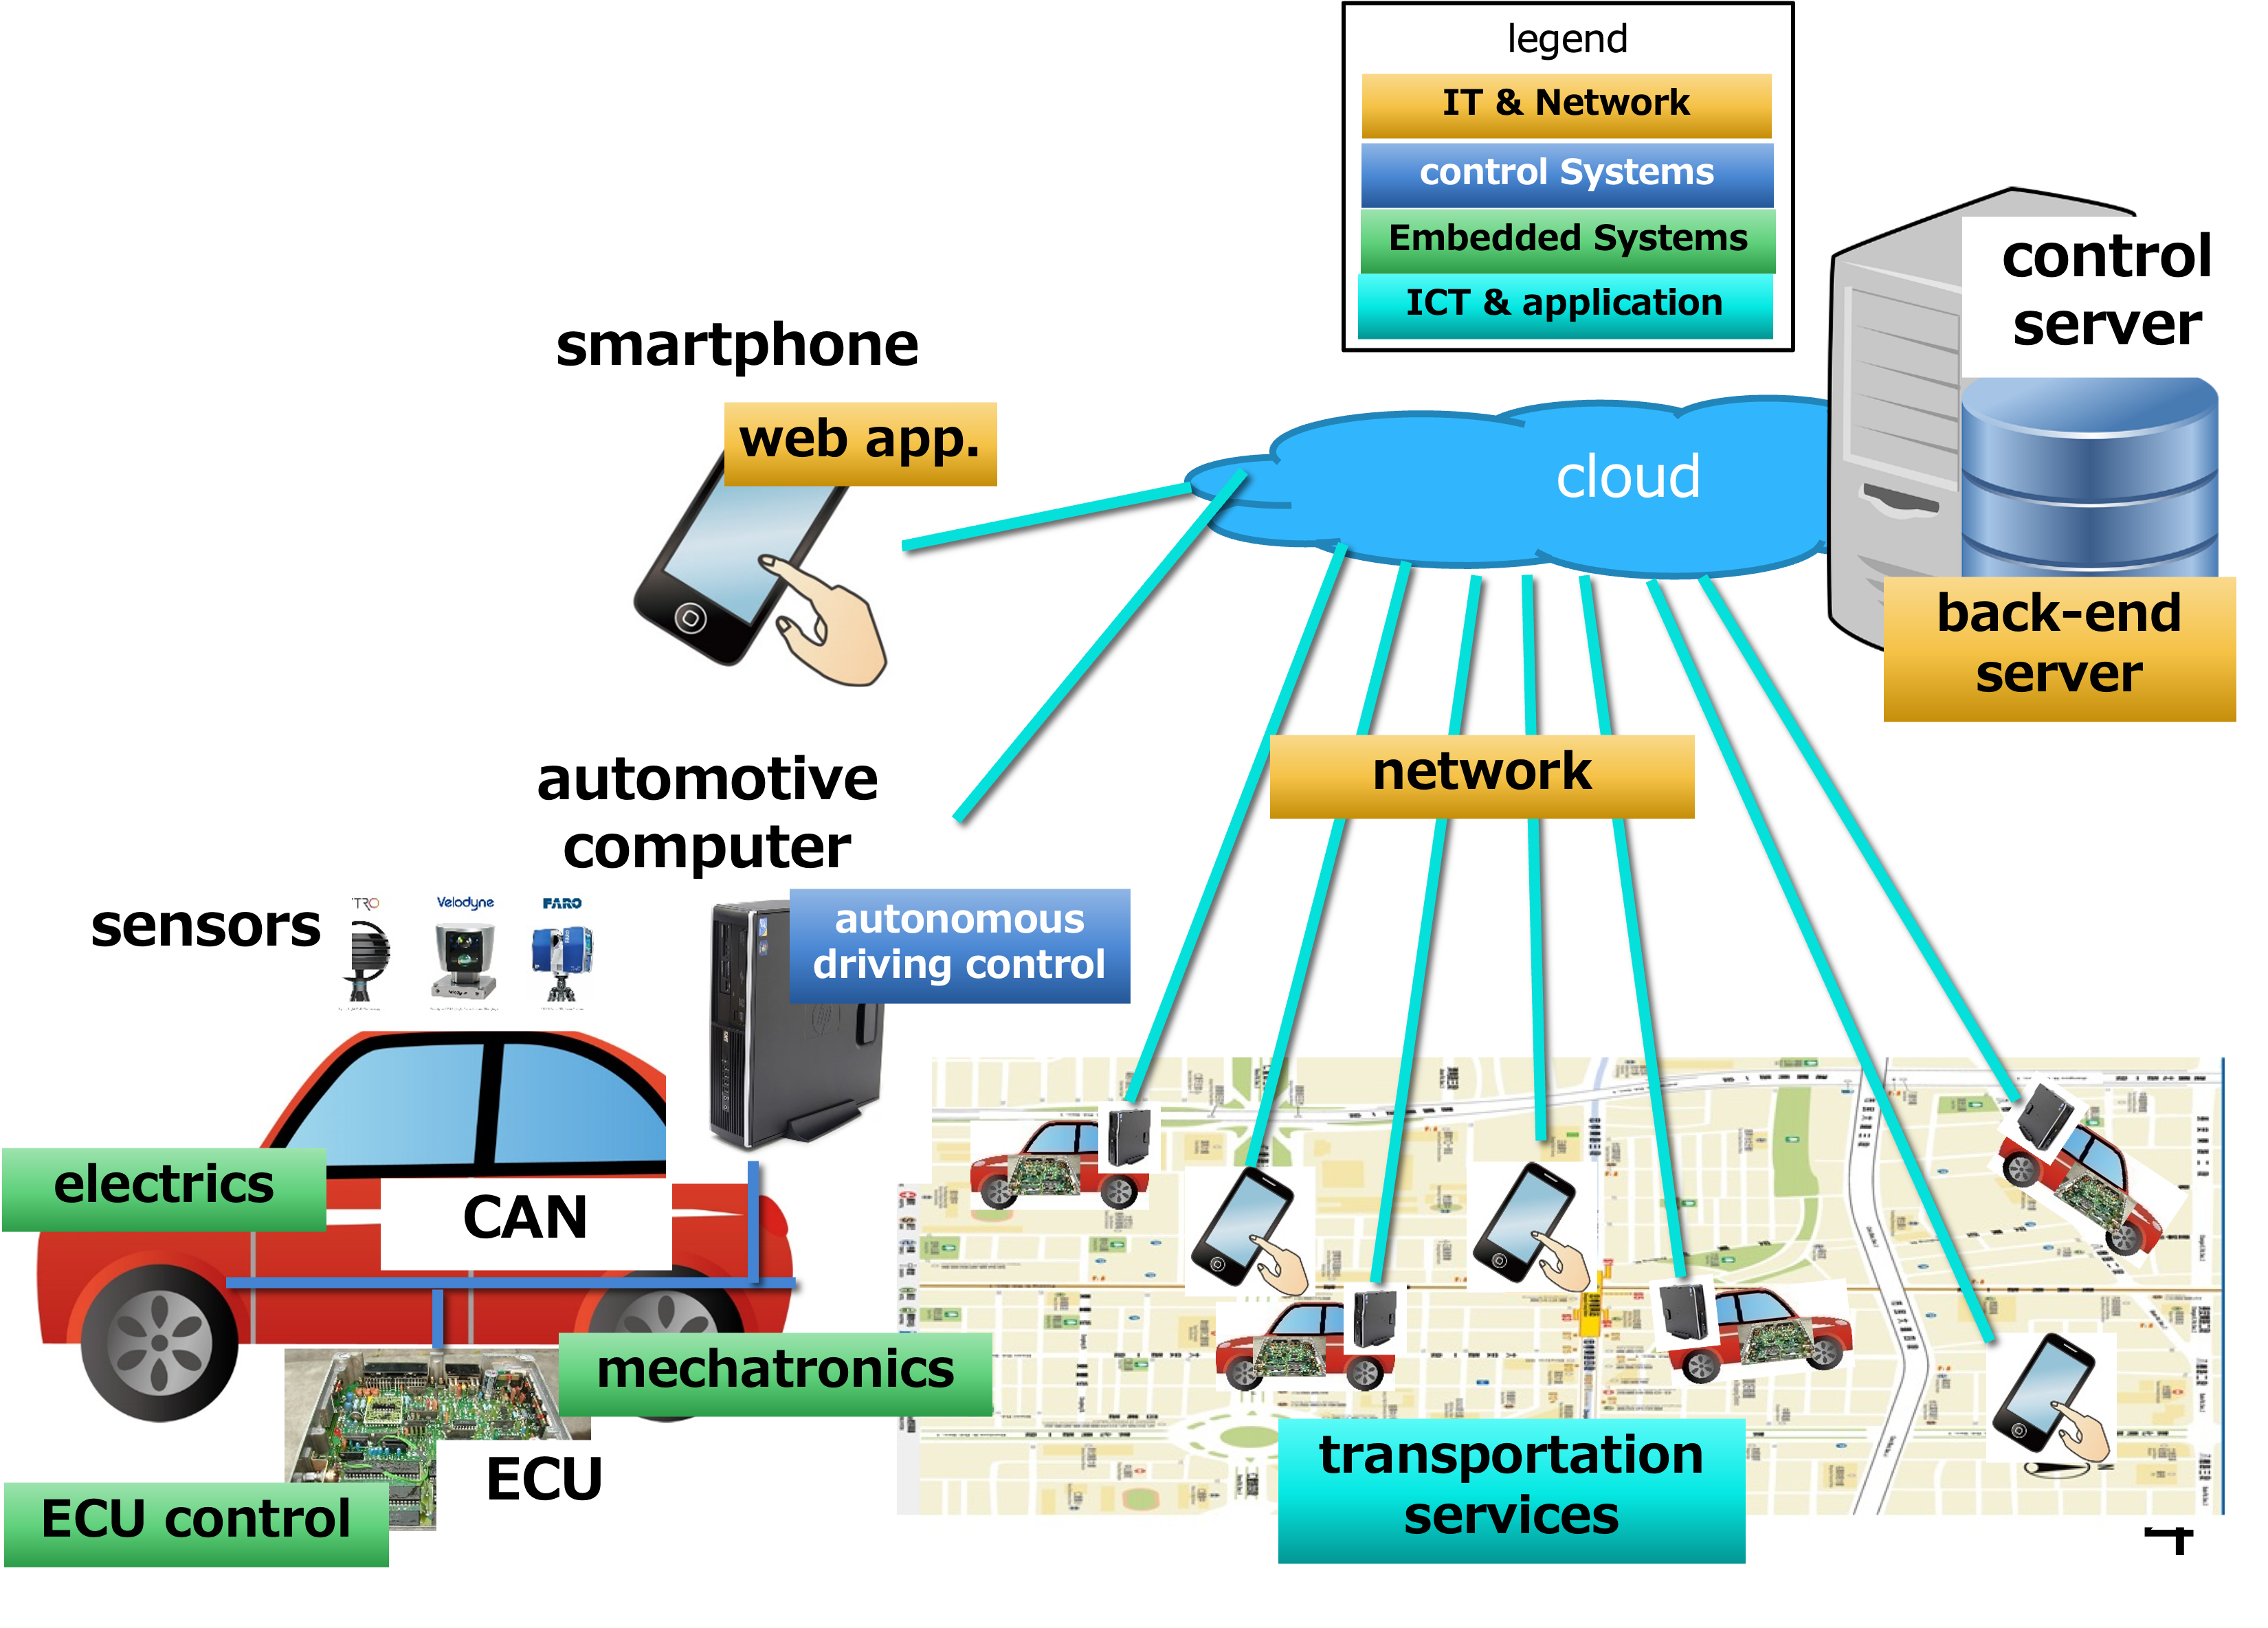 legend
IT & Network
control Systems
Embedded Systems
ICT & application
control
server
smartphone
web app.
cloud
back-end
server
network
automotive
computer
autonomous
driving control
sensors
TRO
Velodyne
FARO
electrics
CAN
mechatronics
ECU
ECU control
transportation
services